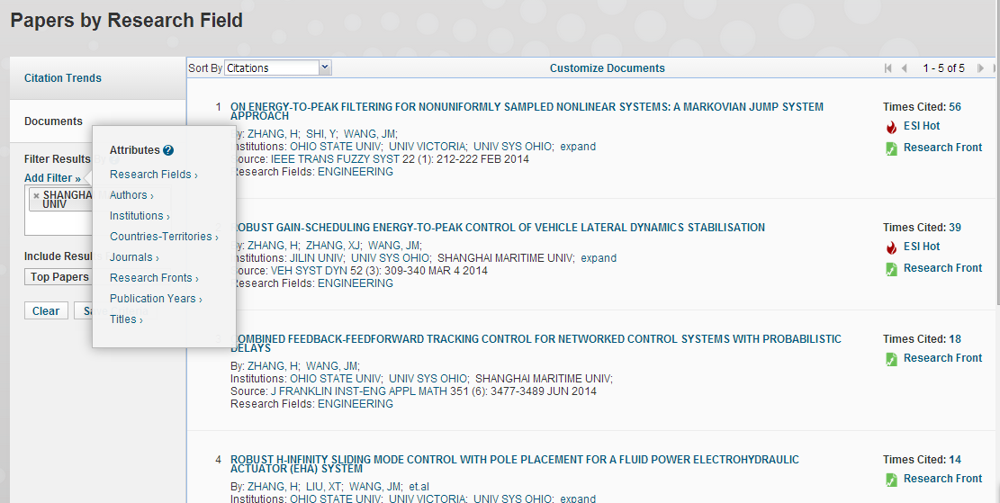 Papers by Research Field
Citation Trends
Documents
Filter Results By
Add Filter »
× SHANGHA
UNIV
Include Resul
Top Papers
Clear
Sa
Attributes ?
Research Fields ›
Authors ›
Institutions ›
Countries-Territories ›
Journals ›
Research Fronts ›
Publication Years ›
Titles ›
Sort By Citations
Customize Documents
1 - 5 of 5
1 ON ENERGY-TO-PEAK FILTERING FOR NONUNIFORMLY SAMPLED NONLINEAR SYSTEMS: A MARKOVIAN JUMP SYSTEM
APPROACH
By: ZHANG, H; SHI, Y; WANG, JM;
Institutions: OHIO STATE UNIV; UNIV VICTORIA; UNIV SYS OHIO; expand
Source: IEEE TRANS FUZZY SYST 22 (1): 212-222 FEB 2014
Research Fields: ENGINEERING
Times Cited: 56
ESI Hot
Research Front
2 ROBUST GAIN-SCHEDULING ENERGY-TO-PEAK CONTROL OF VEHICLE LATERAL DYNAMICS STABILISATION
By: ZHANG, H; ZHANG, XJ; WANG, JM;
Institutions: JILIN UNIV; UNIV SYS OHIO; SHANGHAI MARITIME UNIV; expand
Source: VEH SYST DYN 52 (3): 309-340 MAR 4 2014
Research Fields: ENGINEERING
Times Cited: 39
ESI Hot
Research Front
3 COMBINED FEEDBACK-FEEDFORWARD TRACKING CONTROL FOR NETWORKED CONTROL SYSTEMS WITH PROBABILISTIC
DELAYS
By: ZHANG, H; WANG, JM;
Institutions: OHIO STATE UNIV; UNIV SYS OHIO; SHANGHAI MARITIME UNIV;
Source: J FRANKLIN INST-ENG APPL MATH 351 (6): 3477-3489 JUN 2014
Research Fields: ENGINEERING
Times Cited: 18
Research Front
4 ROBUST H-INFINITY SLIDING MODE CONTROL WITH POLE PLACEMENT FOR A FLUID POWER ELECTROHYDRAULIC
ACTUATOR (EHA) SYSTEM
By: ZHANG, H; LIU, XT; WANG, JM; et.al
Institutions: OHIO STATE UNIV; UNIV VICTORIA; UNIV SYS OHIO; expand
Times Cited: 14
Research Front